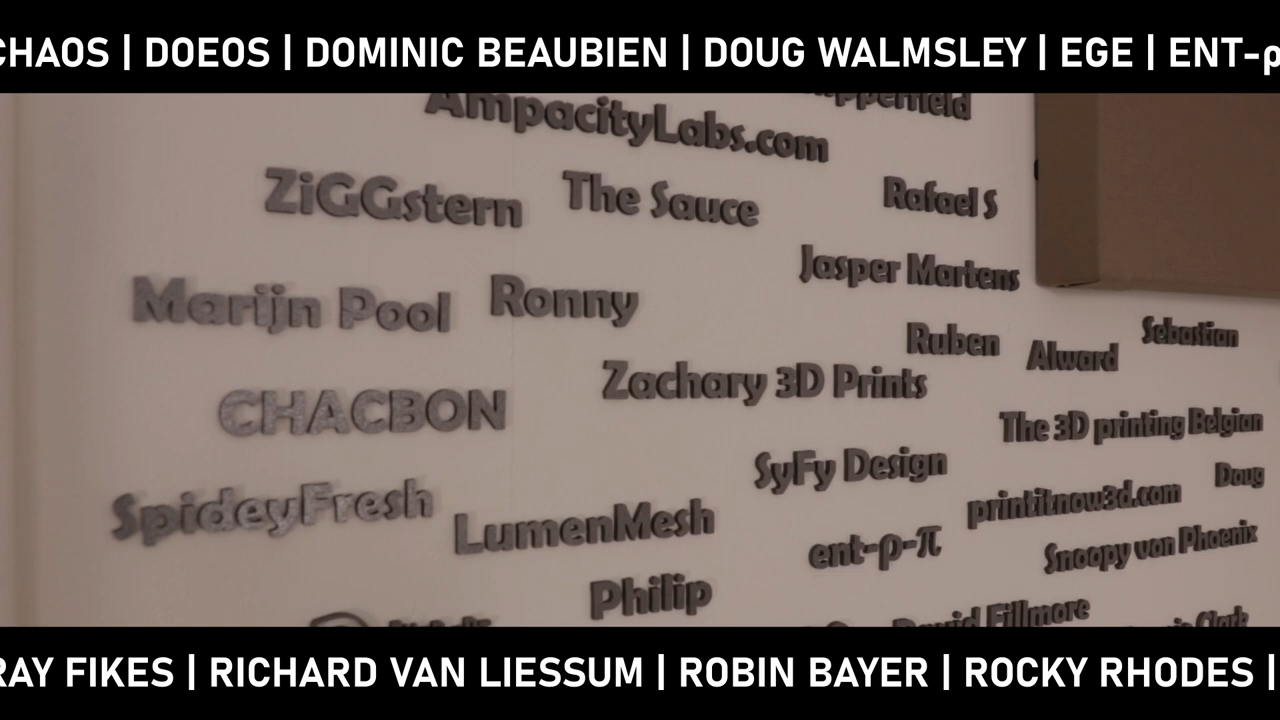 CHAOS | DOEOS | DOMINIC BEAUBIEN | DOUG WALMSLEY | EGE | ENT-ρ
AmpacityLabs.com
ZiGGstern The Sauce Rafael S
Jasper Martens
Marijn Pool Ronny
Ruben Alward Sebastian
Zachary 3D Prints
CHACBON The 3D printing Belgian
SyFy Design Doug
SpideyFresh LumenMesh printitnow3d.com
ent-ρ-π Snoopy von Phoenix
Philip
David Fillmore
RAY FIKES | RICHARD VAN LIESSUM | ROBIN BAYER | ROCKY RHODES |